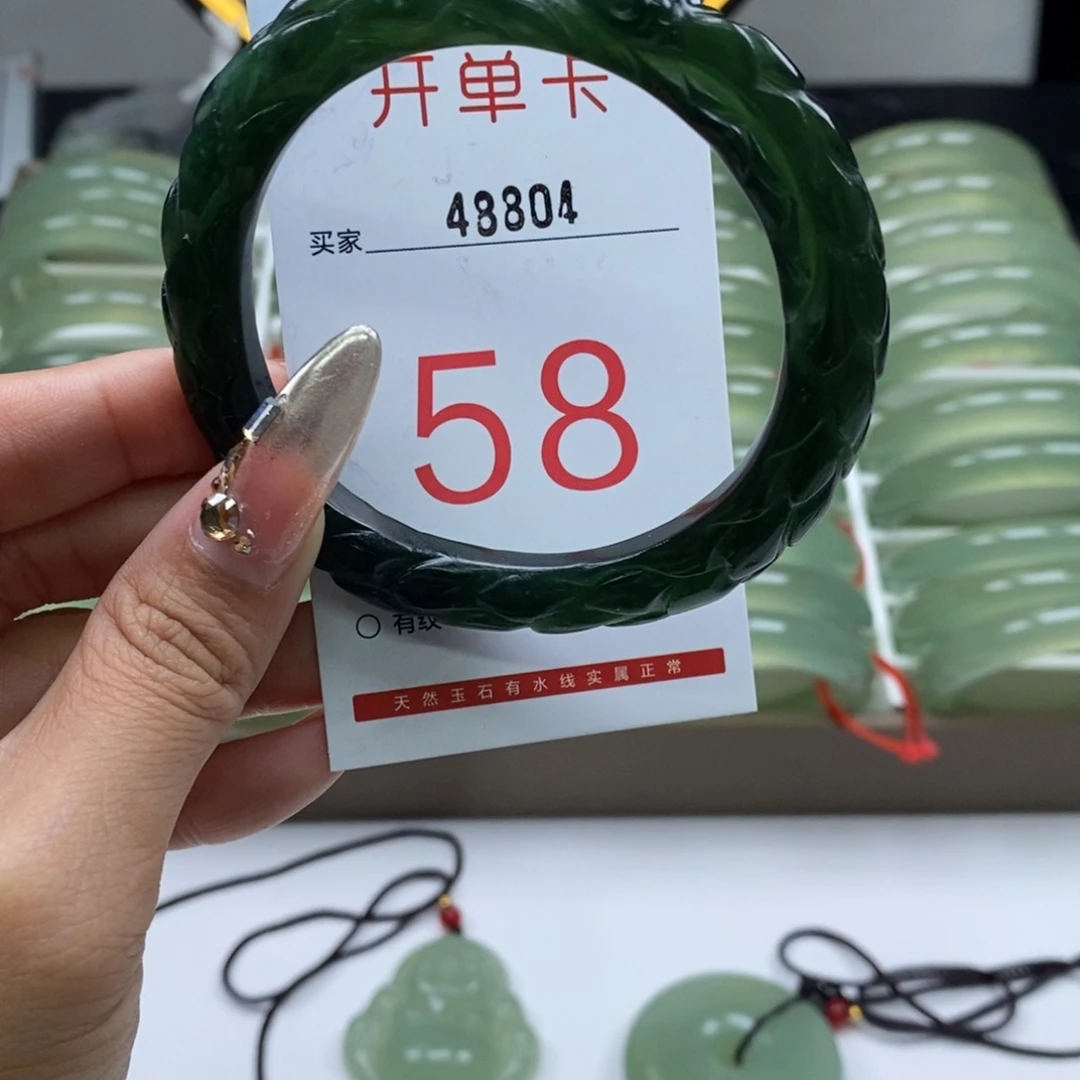 开单卡
买家 48804
58
○ 有纹
天然玉石有水线实属正常